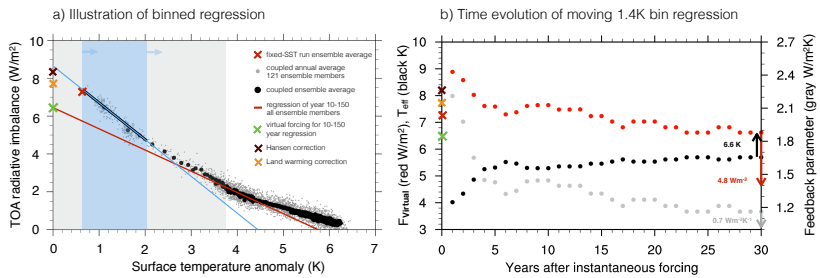 a) Illustration of binned regression
TOA radiative imbalance (W/m²)
10
8
6
4
2
0
0 1 2 3 4 5 6 7
Surface temperature anomaly (K)
fixed-SST run ensemble average
coupled annual average
121 ensemble members
coupled ensemble average
regression of year 10-150
all ensemble members
virtual forcing for 10-150
year regression
Hansen correction
Land warming correction
b) Time evolution of moving 1.4K bin regression
Fvirtual (red W/m²), Teff (black K)
10
9
8
7
6
5
4
3
0 5 10 15 20 25 30
Years after instantaneous forcing
2.7
2.4
2.1
1.8
1.5
1.2
Feedback parameter (gray W/m²K)
6.6 K
4.8 Wm⁻²
0.7 Wm⁻²K⁻¹